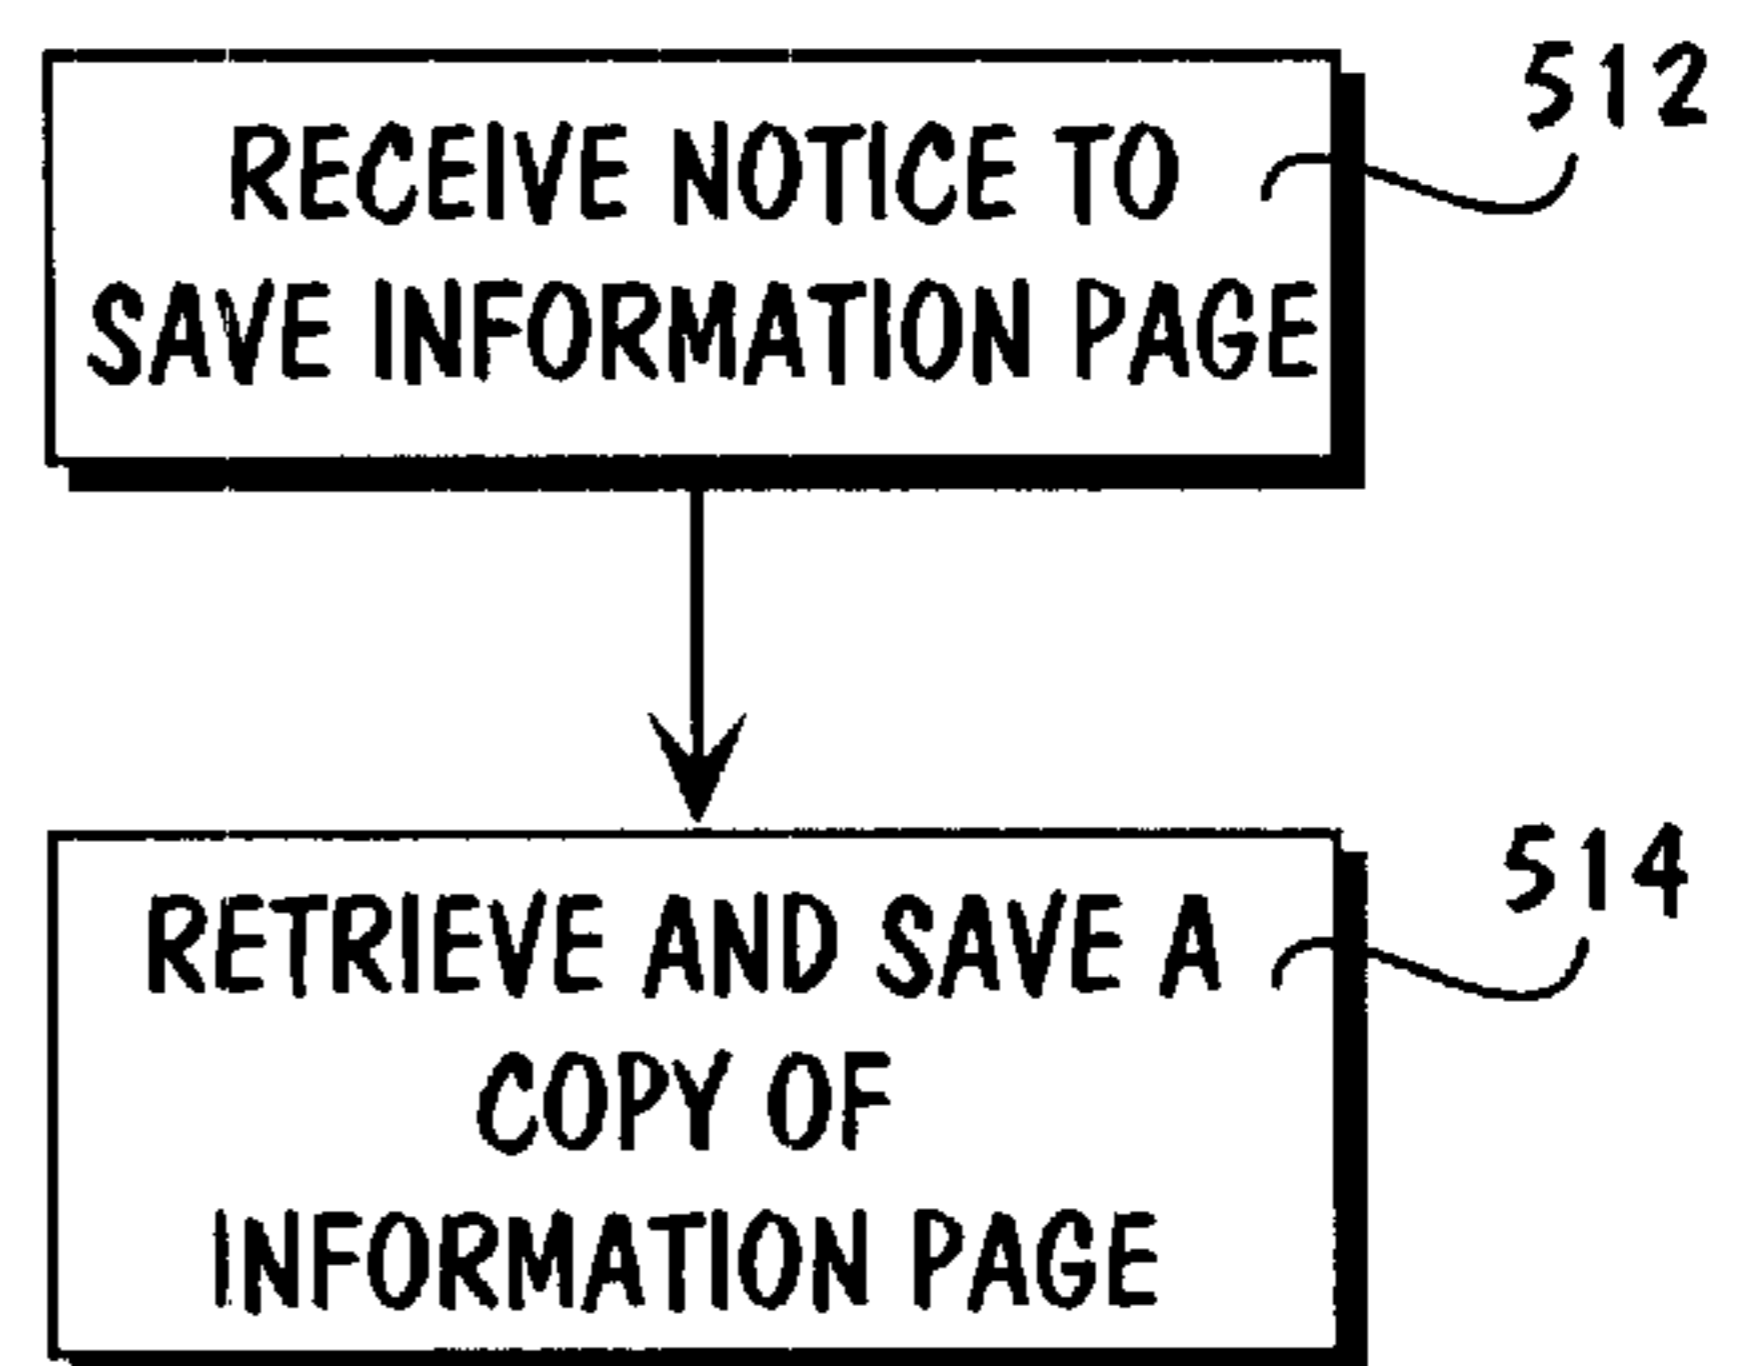 512
RECEIVE NOTICE TO
SAVE INFORMATION PAGE
514
RETRIEVE AND SAVE A
COPY OF
INFORMATION PAGE